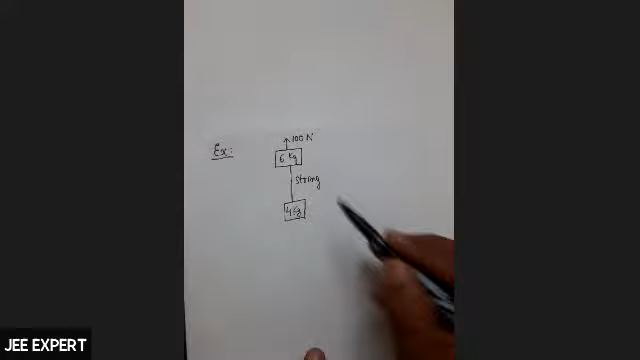 ↑100 N
Ex:
6 Kg
string
4 Kg
JEE EXPERT